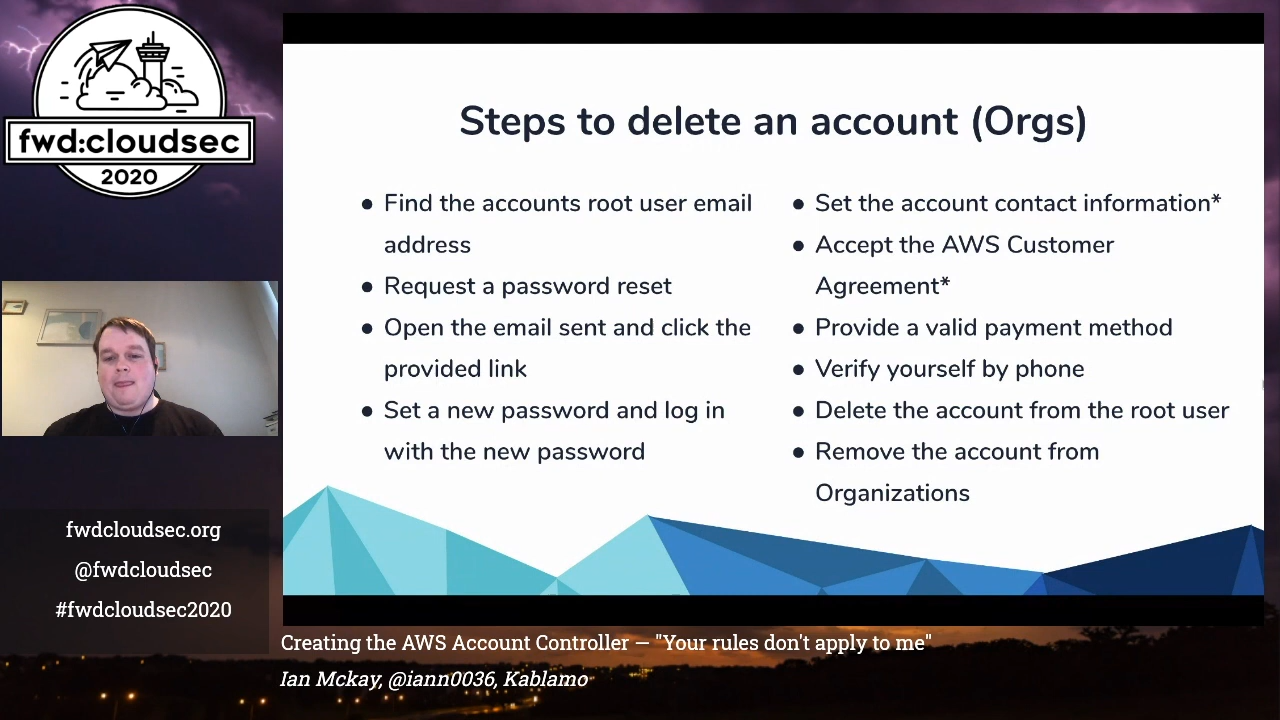 fwd:cloudsec
2020
Steps to delete an account (Orgs)
● Find the accounts root user email
address
● Request a password reset
● Open the email sent and click the
provided link
● Set a new password and log in
with the new password
● Set the account contact information*
● Accept the AWS Customer
Agreement*
● Provide a valid payment method
● Verify yourself by phone
● Delete the account from the root user
● Remove the account from
Organizations
fwdcloudsec.org
@fwdcloudsec
#fwdcloudsec2020
Creating the AWS Account Controller — "Your rules don't apply to me"
Ian Mckay, @iann0036, Kablamo